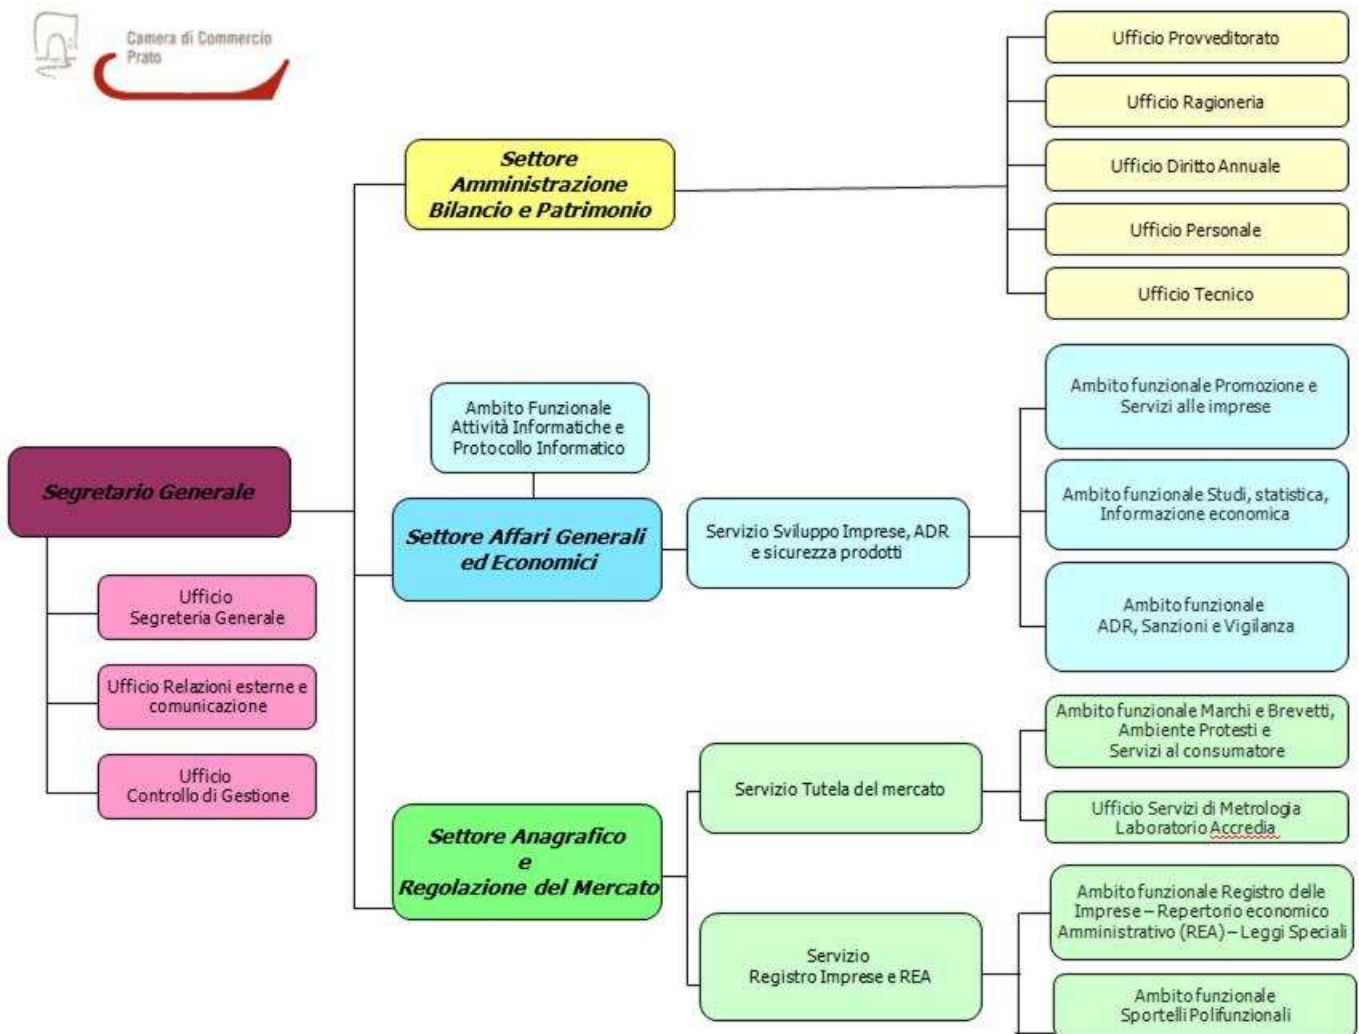 Camera di Commercio
Prato
Ufficio Provveditorato
Ufficio Ragioneria
Ufficio Diritto Annuale
Ufficio Personale
Ufficio Tecnico
Settore
Amministrazione
Bilancio e Patrimonio
Ambito Funzionale
Attività Informatiche e
Protocollo Informatico
Ambito funzionale Promozione e
Servizi alle imprese
Segretario Generale
Settore Affari Generali
ed Economici
Servizio Sviluppo Imprese, ADR
e sicurezza prodotti
Ambito funzionale Studi, statistica,
Informazione economica
Ambito funzionale
ADR, Sanzioni e Vigilanza
Ufficio
Segreteria Generale
Ufficio Relazioni esterne e
comunicazione
Ufficio
Controllo di Gestione
Settore Anagrafico
e
Regolazione del Mercato
Servizio Tutela del mercato
Ambito funzionale Marchi e Brevetti,
Ambiente Protesti e
Servizi al consumatore
Ufficio Servizi di Metrologia
Laboratorio Accredia
Servizio
Registro Imprese e REA
Ambito funzionale Registro delle
Imprese – Repertorio economico
Amministrativo (REA) – Leggi Speciali
Ambito funzionale
Sportelli Polifunzionali